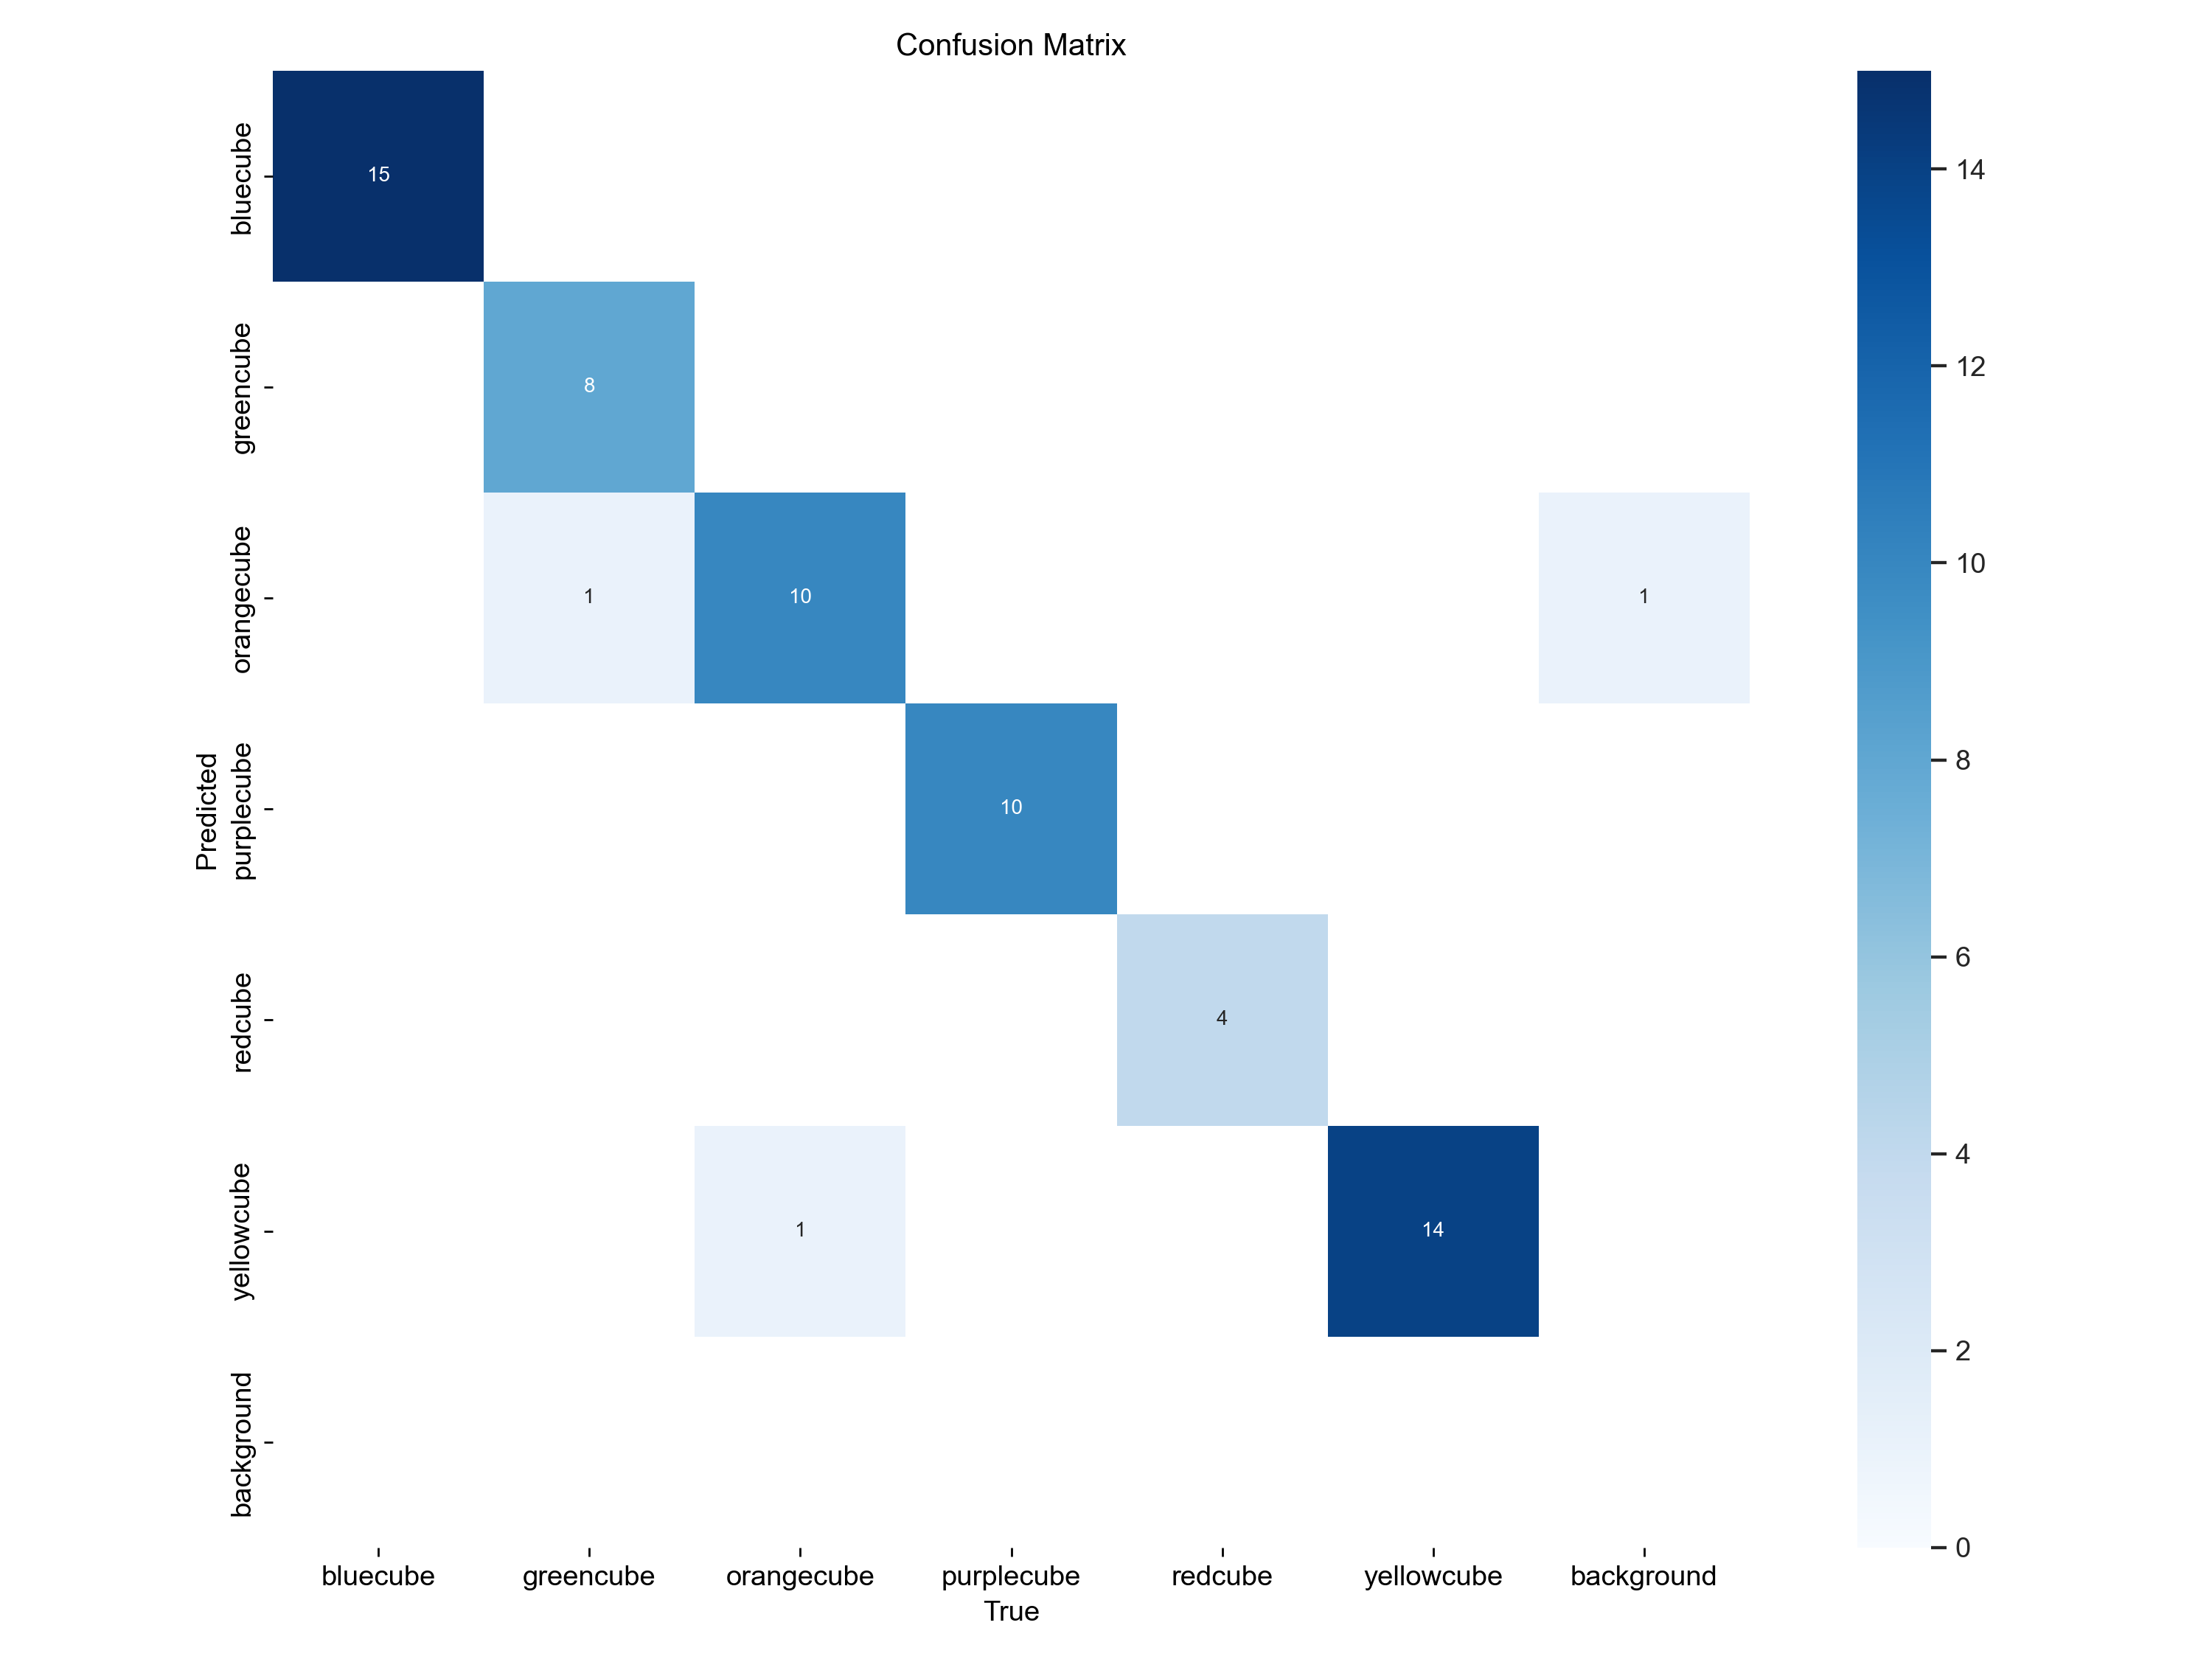 Confusion Matrix
Predicted
bluecube
greencube
orangecube
purplecube
redcube
yellowcube
background
15
8
1 10 1
10
4
1 14
bluecube greencube orangecube purplecube redcube yellowcube background
True
14
12
10
8
6
4
2
0